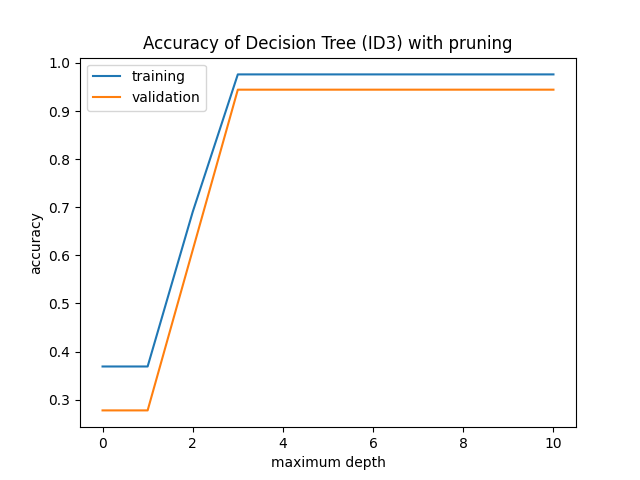 Accuracy of Decision Tree (ID3) with pruning
training
validation
accuracy
1.0
0.9
0.8
0.7
0.6
0.5
0.4
0.3
0 2 4 6 8 10
maximum depth